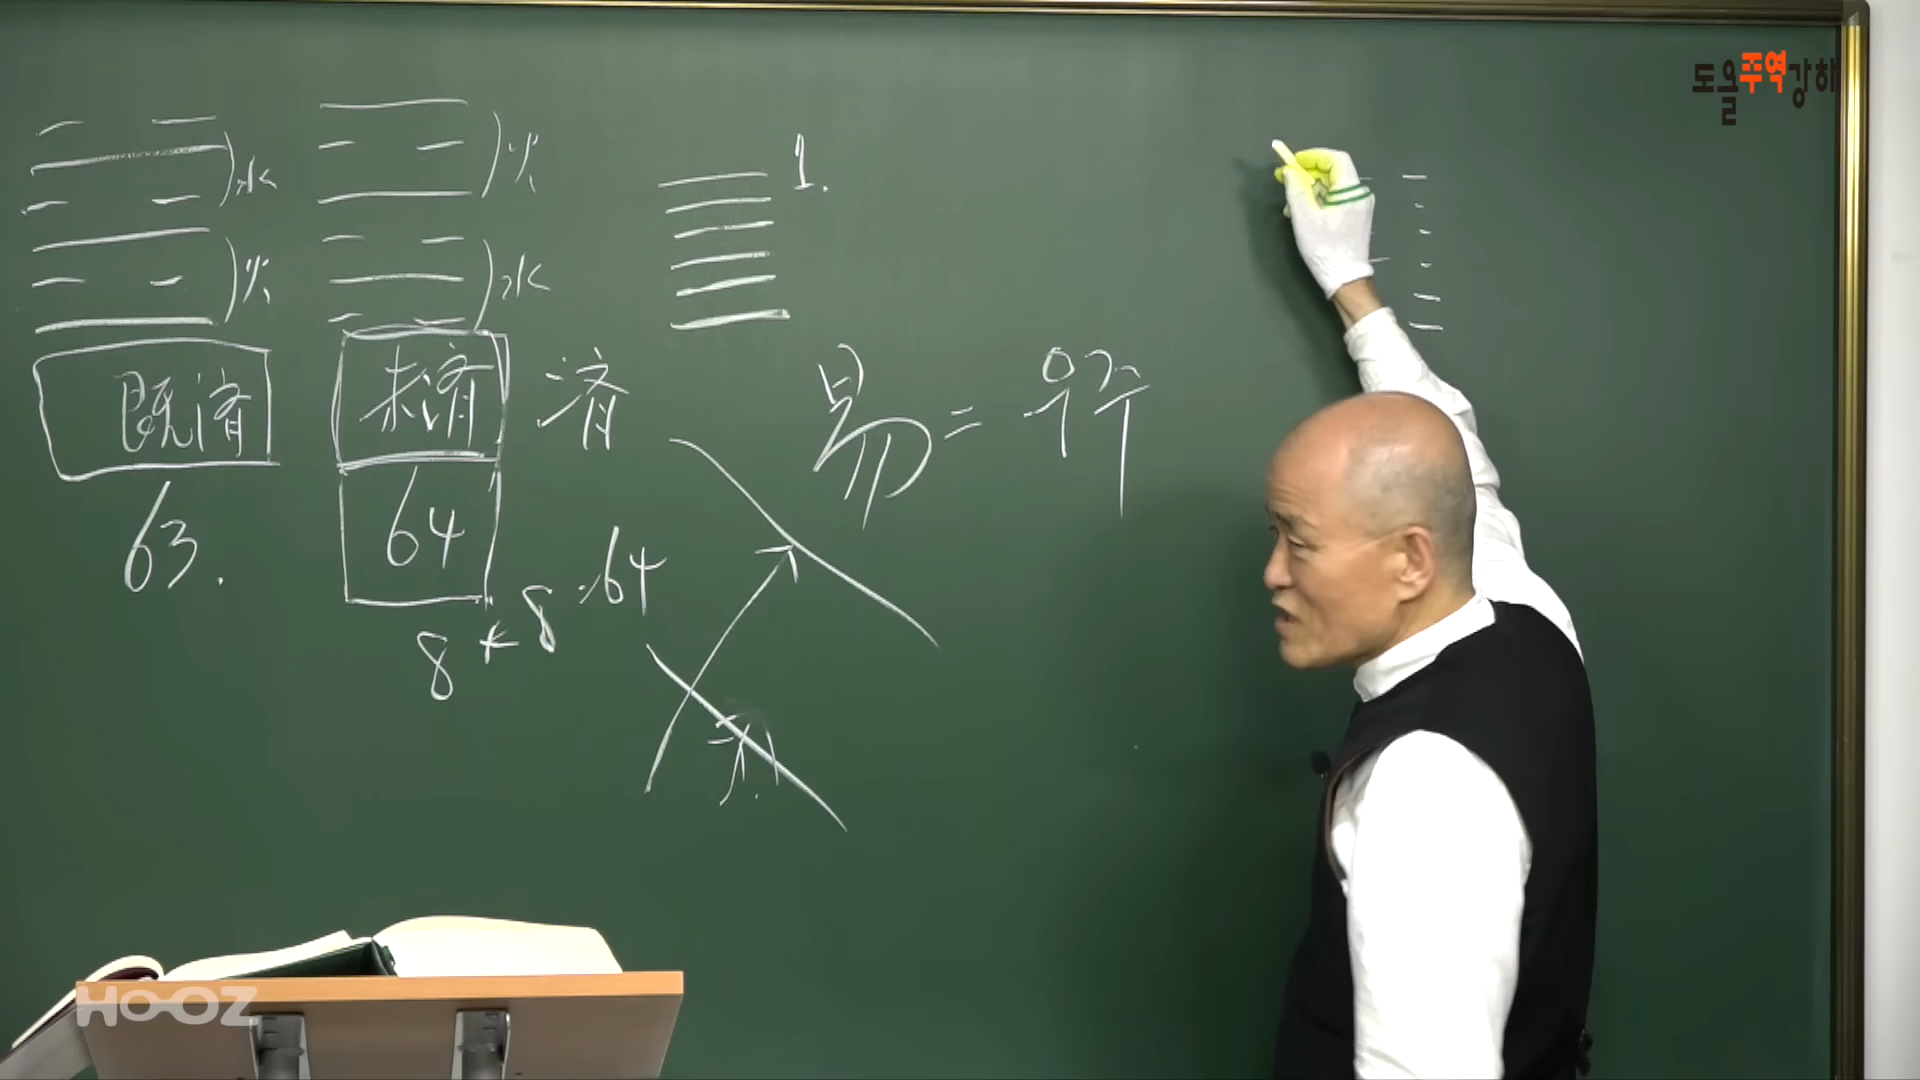 도올주역강해
水
火
火
水
1.
既濟
未濟
濟
易 = 우주
63.
64
8 × 8 : 64
HOOZ